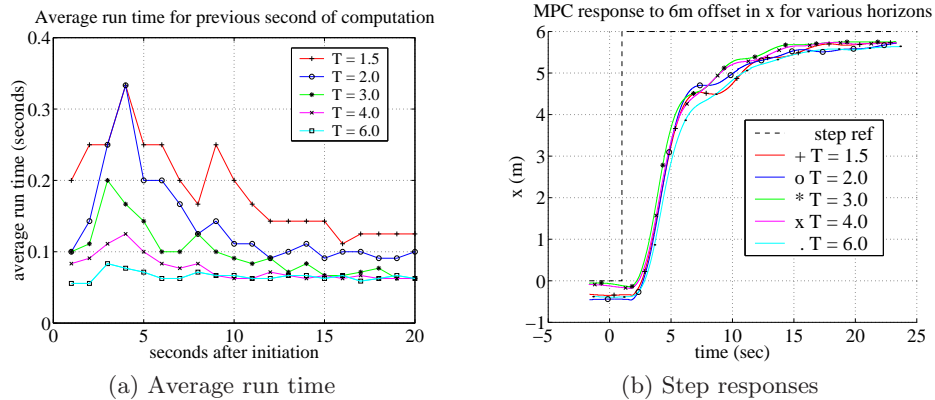 Average run time for previous second of computation
0.4
0.3
0.2
0.1
0
average run time (seconds)
T = 1.5
T = 2.0
T = 3.0
T = 4.0
T = 6.0
0 5 10 15 20
seconds after initiation
(a) Average run time
MPC response to 6m offset in x for various horizons
6
5
4
3
2
1
0
−1
x (m)
step ref
+ T = 1.5
o T = 2.0
* T = 3.0
x T = 4.0
. T = 6.0
−5 0 5 10 15 20 25
time (sec)
(b) Step responses